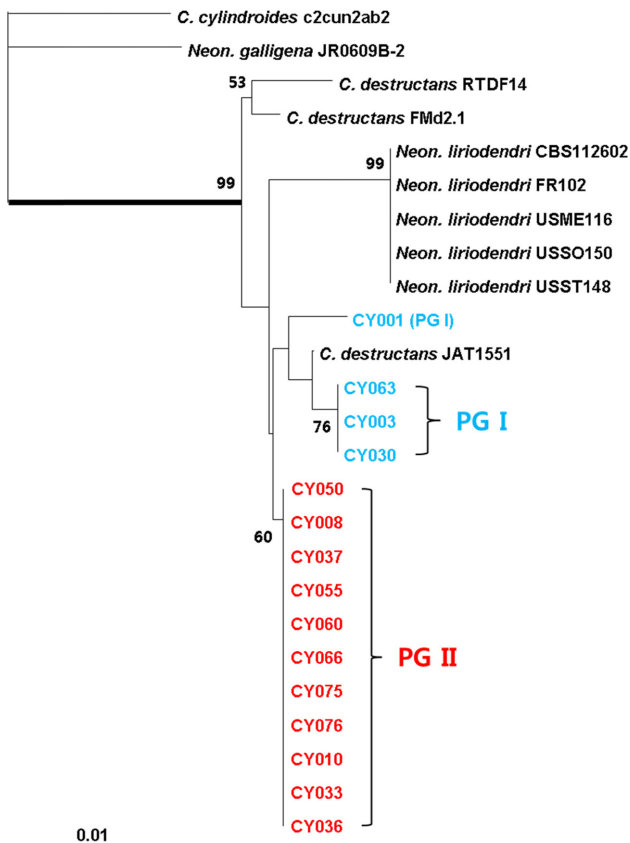 C. cylindroides c2cun2ab2
Neon. galligena JR0609B-2
53
C. destructans RTDF14
C. destructans FMd2.1
Neon. liriodendri CBS112602
99
99
Neon. liriodendri FR102
Neon. liriodendri USME116
Neon. liriodendri USSO150
Neon. liriodendri USST148
CY001 (PG I)
C. destructans JAT1551
CY063
CY003
PG I
76
CY030
CY050
CY008
60
CY037
CY055
CY060
CY066
PG II
CY075
CY076
CY010
CY033
CY036
0.01